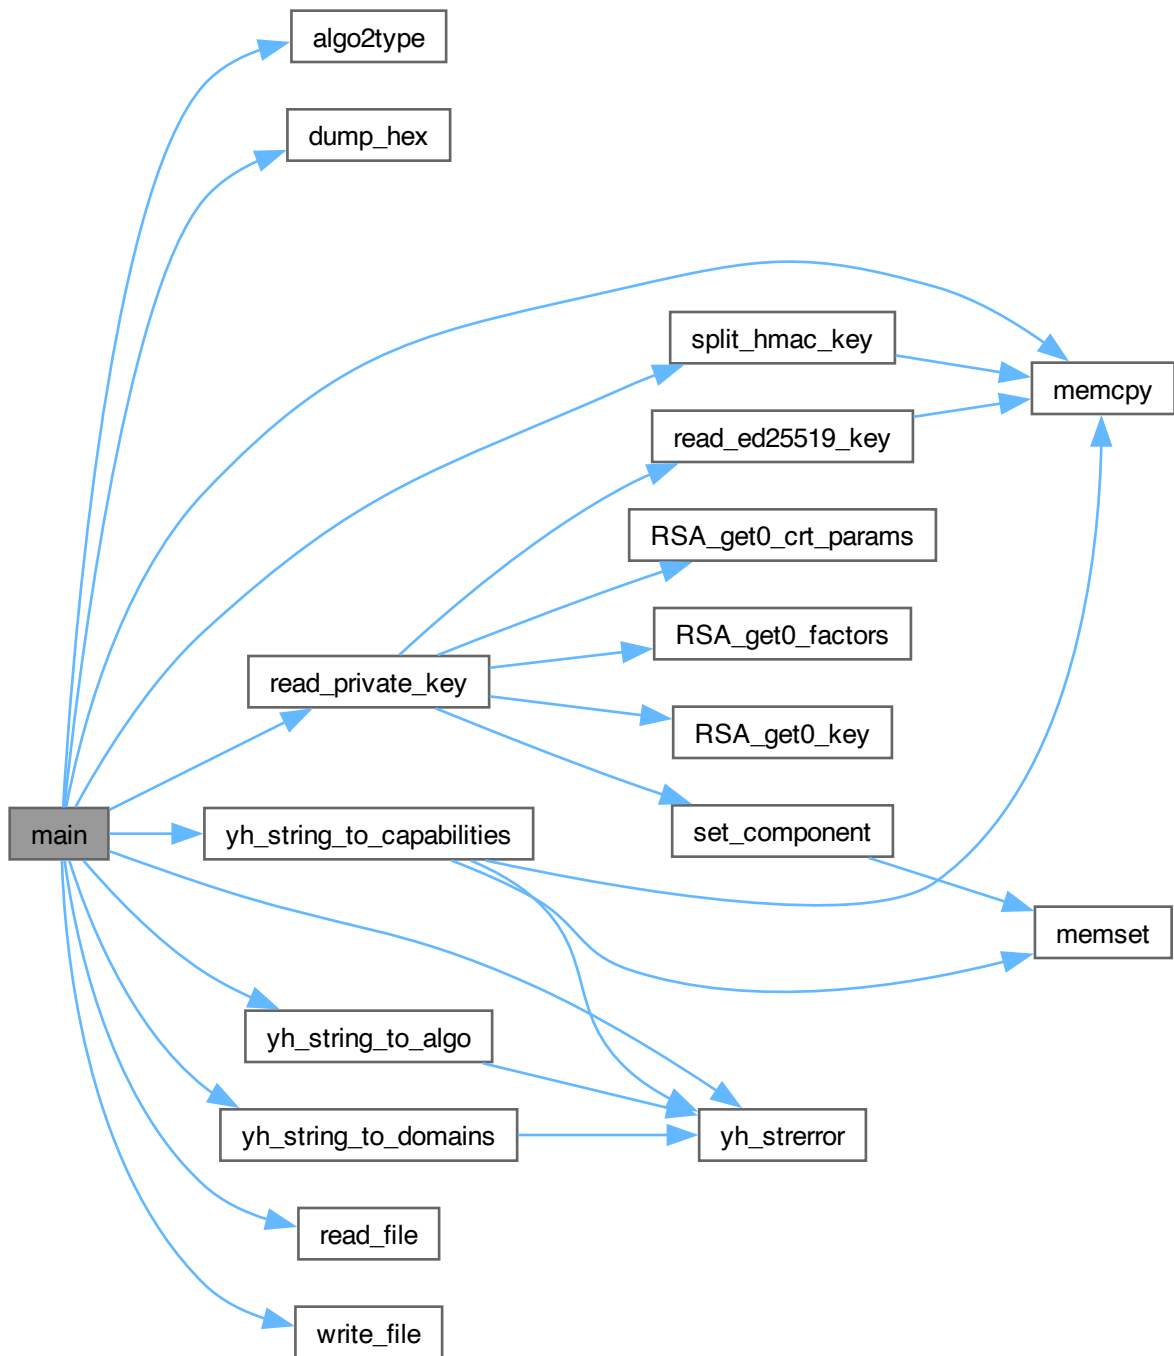 algo2type
dump_hex
split_hmac_key
memcpy
read_ed25519_key
RSA_get0_crt_params
RSA_get0_factors
read_private_key
RSA_get0_key
main
yh_string_to_capabilities
set_component
memset
yh_string_to_algo
yh_string_to_domains
yh_strerror
read_file
write_file